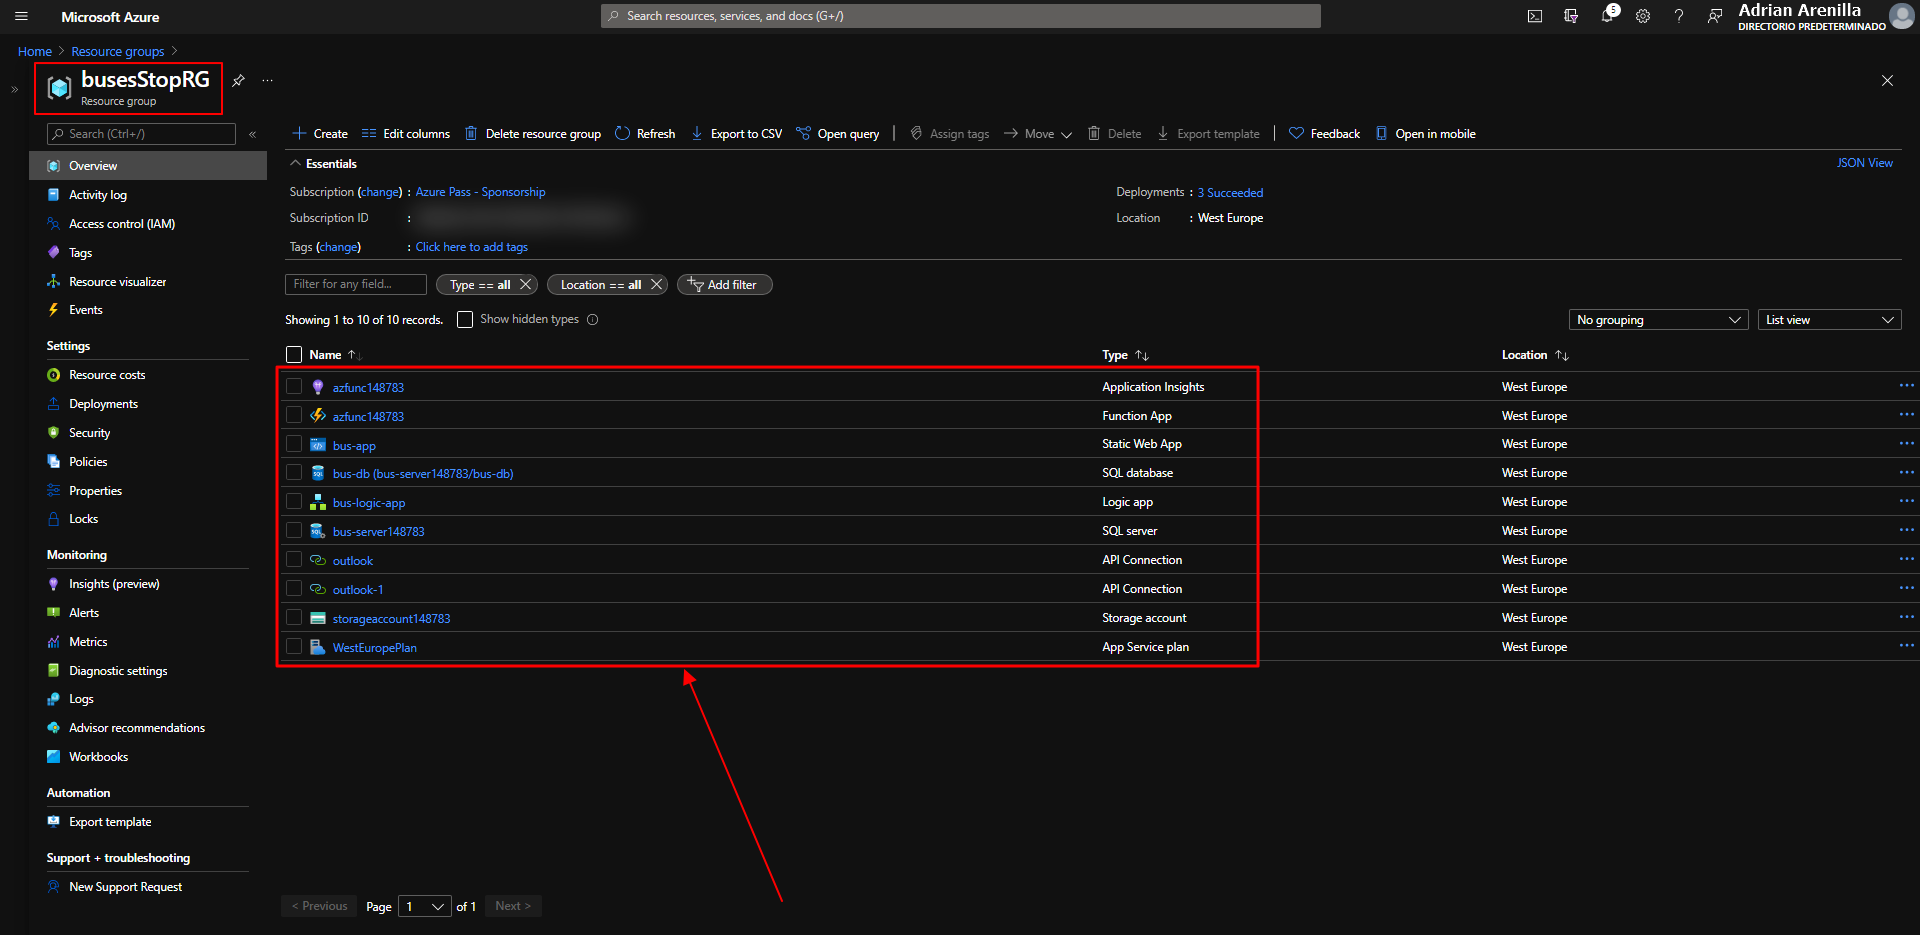 Microsoft Azure
Search resources, services, and docs (G+/)
5
Adrian Arenilla
DIRECTORIO PREDETERMINADO
Home > Resource groups >
busesStopRG
Resource group
Search (Ctrl+/)
Overview
Activity log
Access control (IAM)
Tags
Resource visualizer
Events
Settings
Resource costs
Deployments
Security
Policies
Properties
Locks
Monitoring
Insights (preview)
Alerts
Metrics
Diagnostic settings
Logs
Advisor recommendations
Workbooks
Automation
Export template
Support + troubleshooting
New Support Request
Create Edit columns Delete resource group Refresh Export to CSV Open query Assign tags Move Delete Export template Feedback Open in mobile
Essentials
JSON View
Subscription (change) : Azure Pass - Sponsorship
Subscription ID :
Tags (change) : Click here to add tags
Deployments : 3 Succeeded
Location : West Europe
Filter for any field... Type == all Location == all Add filter
Showing 1 to 10 of 10 records. Show hidden types No grouping List view
Name Type Location
azfunc148783 Application Insights West Europe
azfunc148783 Function App West Europe
bus-app Static Web App West Europe
bus-db (bus-server148783/bus-db) SQL database West Europe
bus-logic-app Logic app West Europe
bus-server148783 SQL server West Europe
outlook API Connection West Europe
outlook-1 API Connection West Europe
storageaccount148783 Storage account West Europe
WestEuropePlan App Service plan West Europe
< Previous Page 1 of 1 Next >